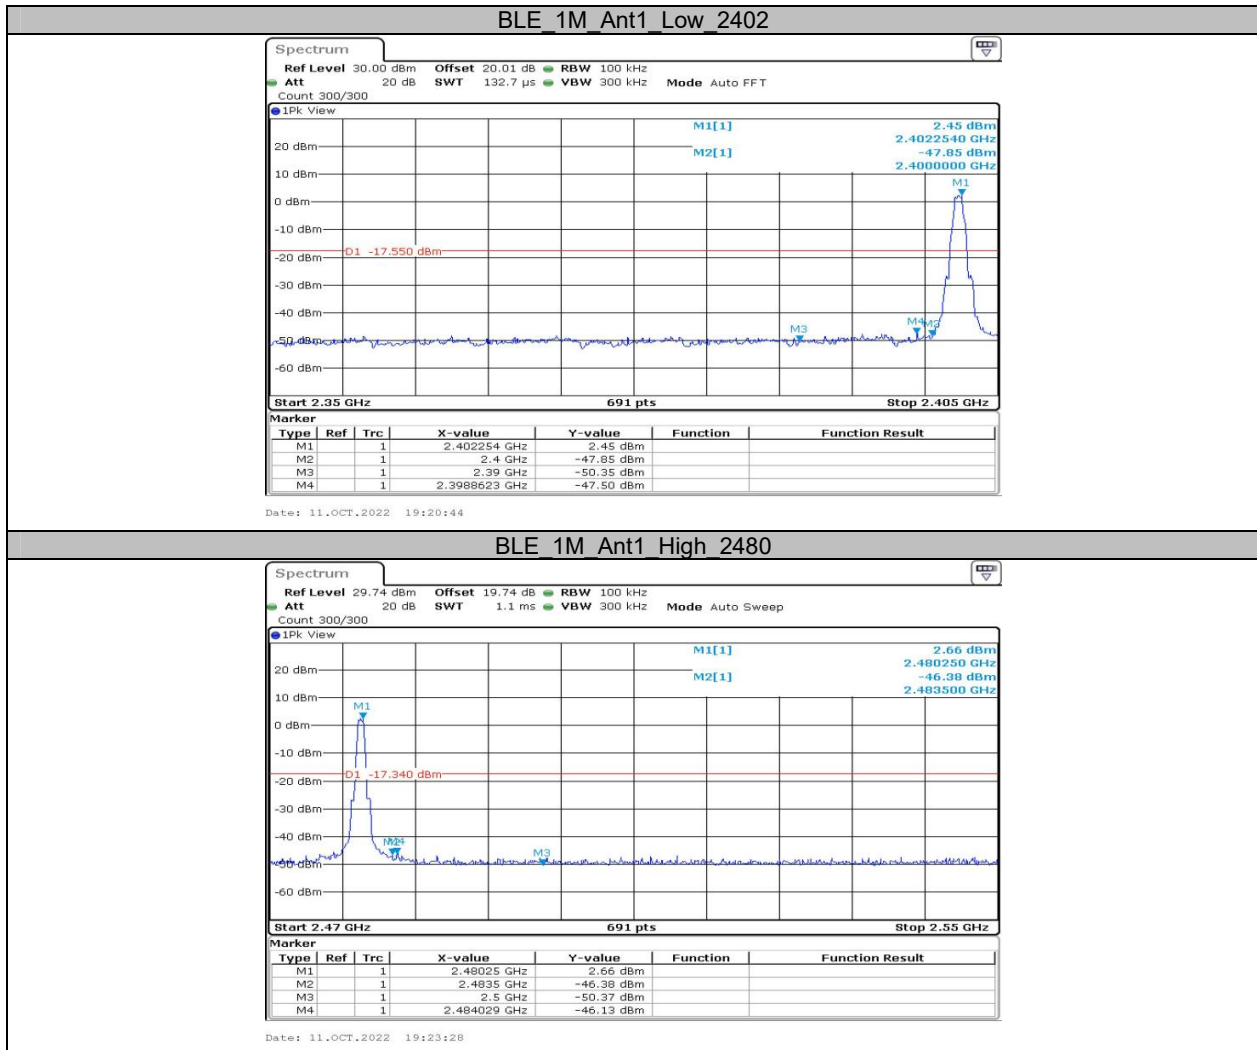 BLE_1M_Ant1_Low_2402
Spectrum
Ref Level 30.00 dBm Offset 20.01 dB RBW 100 kHz
Att 20 dB SWT 132.7 µs VBW 300 kHz Mode Auto FFT
Count 300/300
1Pk View
M1[1] 2.45 dBm
2.4022540 GHz
20 dBm
M2[1] -47.85 dBm
2.4000000 GHz
10 dBm
M1
0 dBm
-10 dBm
D1 -17.550 dBm
-20 dBm
-30 dBm
-40 dBm
M3 M4 M2
-50 dBm
-60 dBm
Start 2.35 GHz 691 pts Stop 2.405 GHz
Marker
Type Ref Trc X-value Y-value Function Function Result
M1 1 2.402254 GHz 2.45 dBm
M2 1 2.4 GHz -47.85 dBm
M3 1 2.39 GHz -50.35 dBm
M4 1 2.3988623 GHz -47.50 dBm
Date: 11.OCT.2022 19:20:44
BLE_1M_Ant1_High_2480
Spectrum
Ref Level 29.74 dBm Offset 19.74 dB RBW 100 kHz
Att 20 dB SWT 1.1 ms VBW 300 kHz Mode Auto Sweep
Count 300/300
1Pk View
M1[1] 2.66 dBm
2.480250 GHz
20 dBm
M2[1] -46.38 dBm
2.483500 GHz
10 dBm
M1
0 dBm
-10 dBm
D1 -17.340 dBm
-20 dBm
-30 dBm
-40 dBm
M2 M4 M3
-50 dBm
-60 dBm
Start 2.47 GHz 691 pts Stop 2.55 GHz
Marker
Type Ref Trc X-value Y-value Function Function Result
M1 1 2.48025 GHz 2.66 dBm
M2 1 2.4835 GHz -46.38 dBm
M3 1 2.5 GHz -50.37 dBm
M4 1 2.484029 GHz -46.13 dBm
Date: 11.OCT.2022 19:23:28